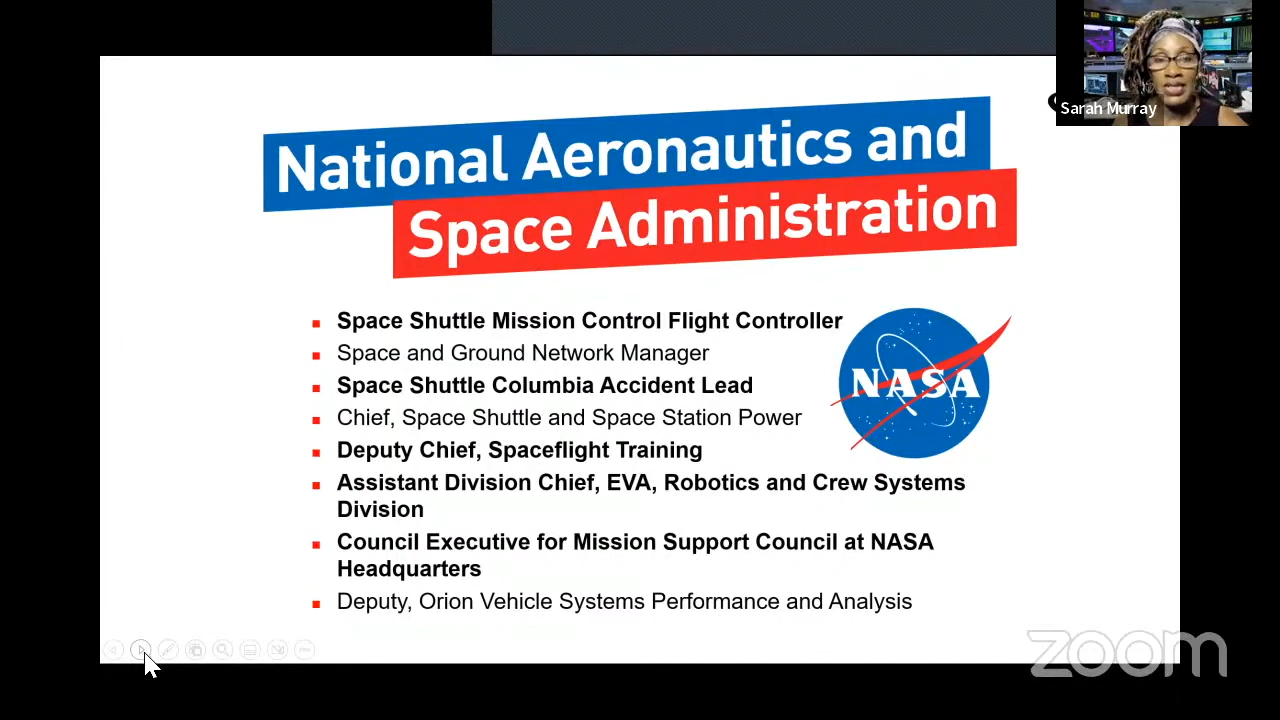 Sarah Murray
National Aeronautics and
Space Administration
Space Shuttle Mission Control Flight Controller
Space and Ground Network Manager
Space Shuttle Columbia Accident Lead
Chief, Space Shuttle and Space Station Power
Deputy Chief, Spaceflight Training
Assistant Division Chief, EVA, Robotics and Crew Systems
Division
Council Executive for Mission Support Council at NASA
Headquarters
Deputy, Orion Vehicle Systems Performance and Analysis
NASA
zoom